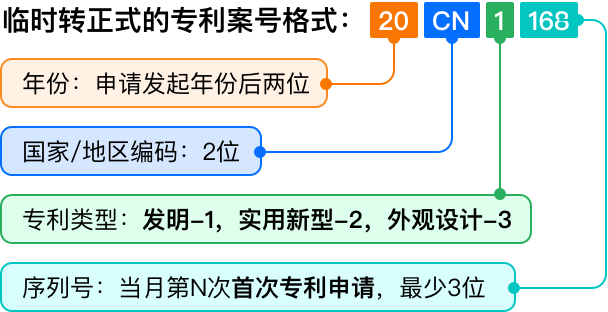 临时转正式的专利案号格式：20 CN 1 168
年份：申请发起年份后两位
国家/地区编码：2位
专利类型：发明-1，实用新型-2，外观设计-3
序列号：当月第N次首次专利申请，最少3位